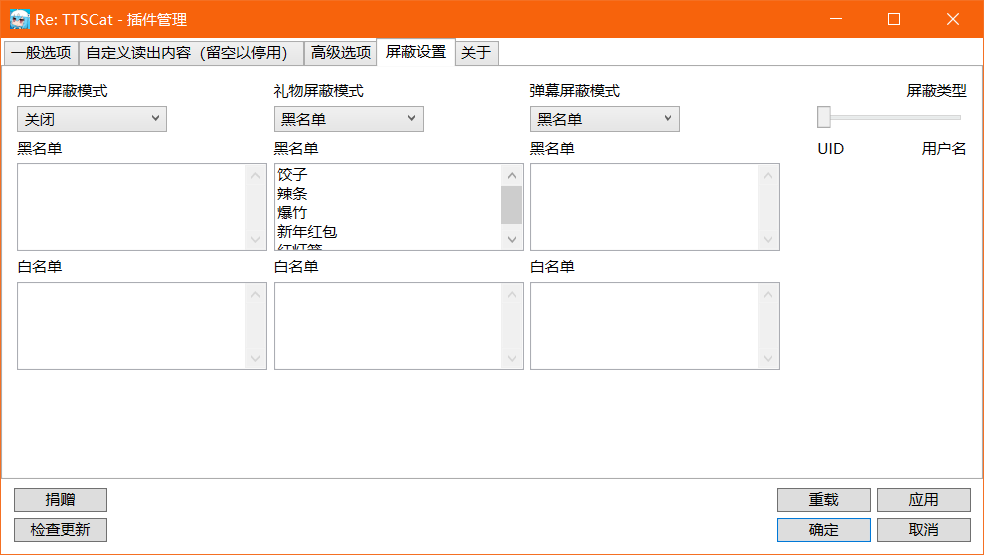 Re: TTSCat - 插件管理
一般选项 自定义读出内容（留空以停用） 高级选项 屏蔽设置 关于
用户屏蔽模式 礼物屏蔽模式 弹幕屏蔽模式 屏蔽类型
关闭 黑名单 黑名单
黑名单 黑名单 黑名单 UID 用户名
饺子
辣条
爆竹
新年红包
白名单 白名单 白名单
捐赠 重载 应用
检查更新 确定 取消